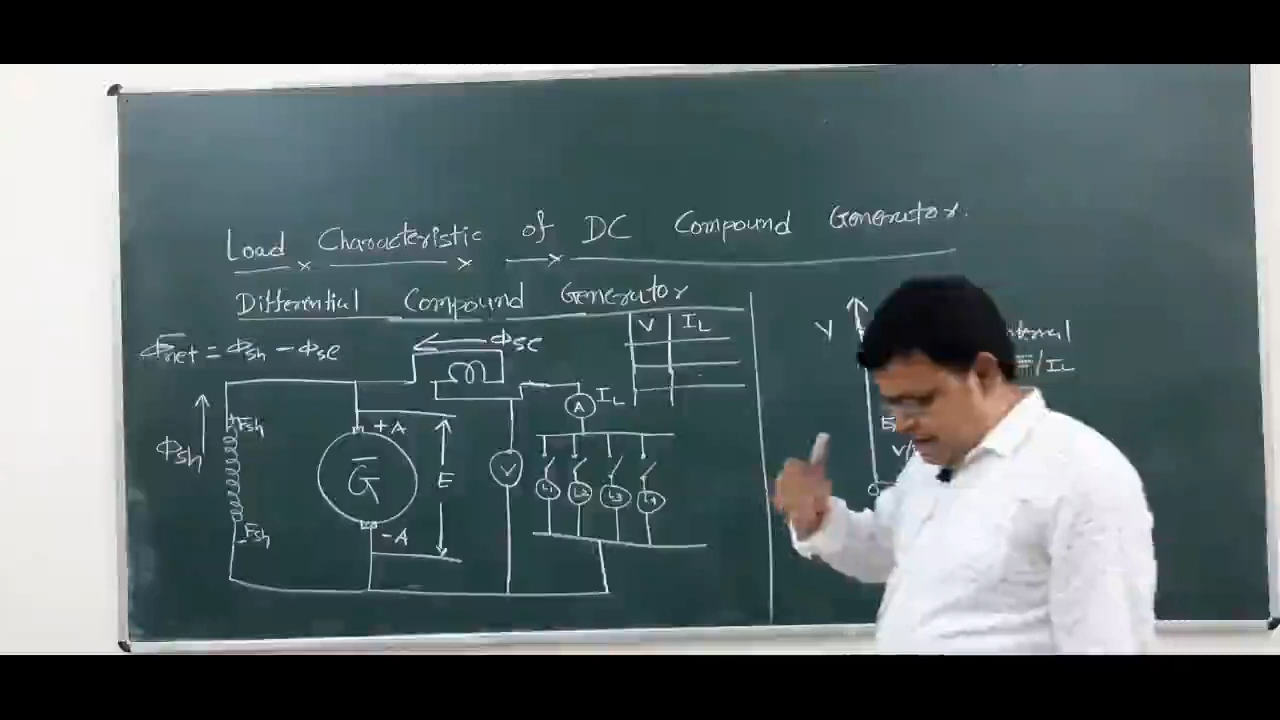 Load Characteristic of DC Compound Generator.
Differential Compound Generator
V IL
Φnet = Φsh - Φse
Φse
A IL
Φsh
Fsh
+A
G
E
V
L1 L2 L3 L4
Fsh
-A
V
/IL
E
V/